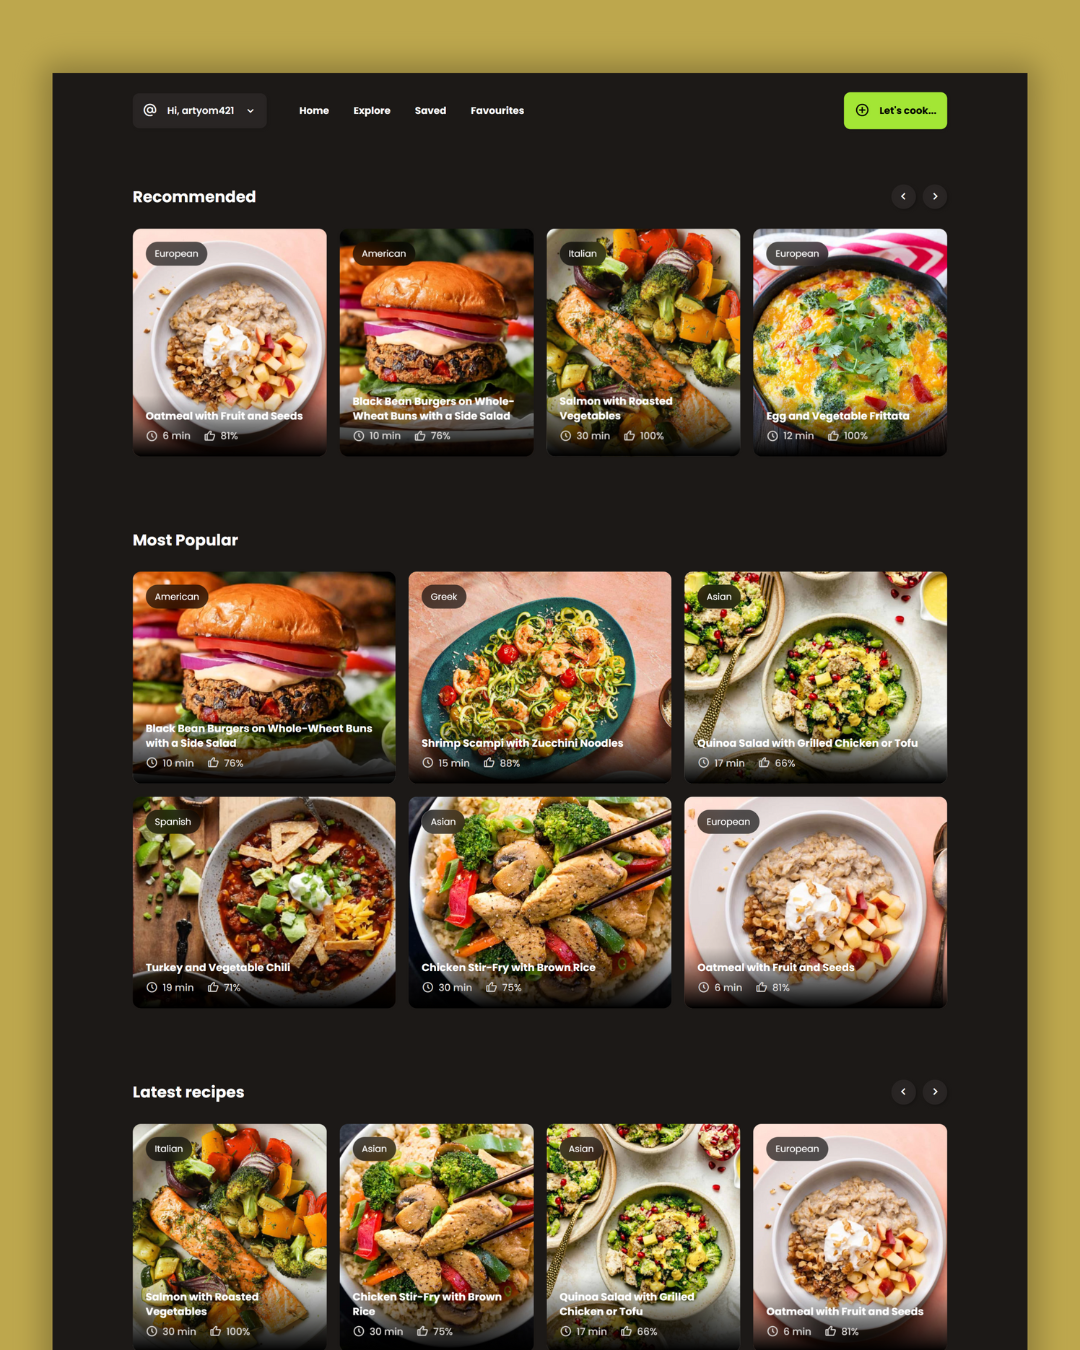 Hi, artyom421
Home
Explore
Saved
Favourites
Let's cook...
Recommended
European
Oatmeal with Fruit and Seeds
6 min
81%
American
Black Bean Burgers on Whole-
Wheat Buns with a Side Salad
10 min
76%
Italian
Salmon with Roasted
Vegetables
30 min
100%
European
Egg and Vegetable Frittata
12 min
100%
Most Popular
American
Black Bean Burgers on Whole-Wheat Buns
with a Side Salad
10 min
76%
Greek
Shrimp Scampi with Zucchini Noodles
15 min
88%
Asian
Quinoa Salad with Grilled Chicken or Tofu
17 min
66%
Spanish
Turkey and Vegetable Chili
19 min
71%
Asian
Chicken Stir-Fry with Brown Rice
30 min
75%
European
Oatmeal with Fruit and Seeds
6 min
81%
Latest recipes
Italian
Salmon with Roasted
Vegetables
30 min
100%
Asian
Chicken Stir-Fry with Brown
Rice
30 min
75%
Asian
Quinoa Salad with Grilled
Chicken or Tofu
17 min
66%
European
Oatmeal with Fruit and Seeds
6 min
81%